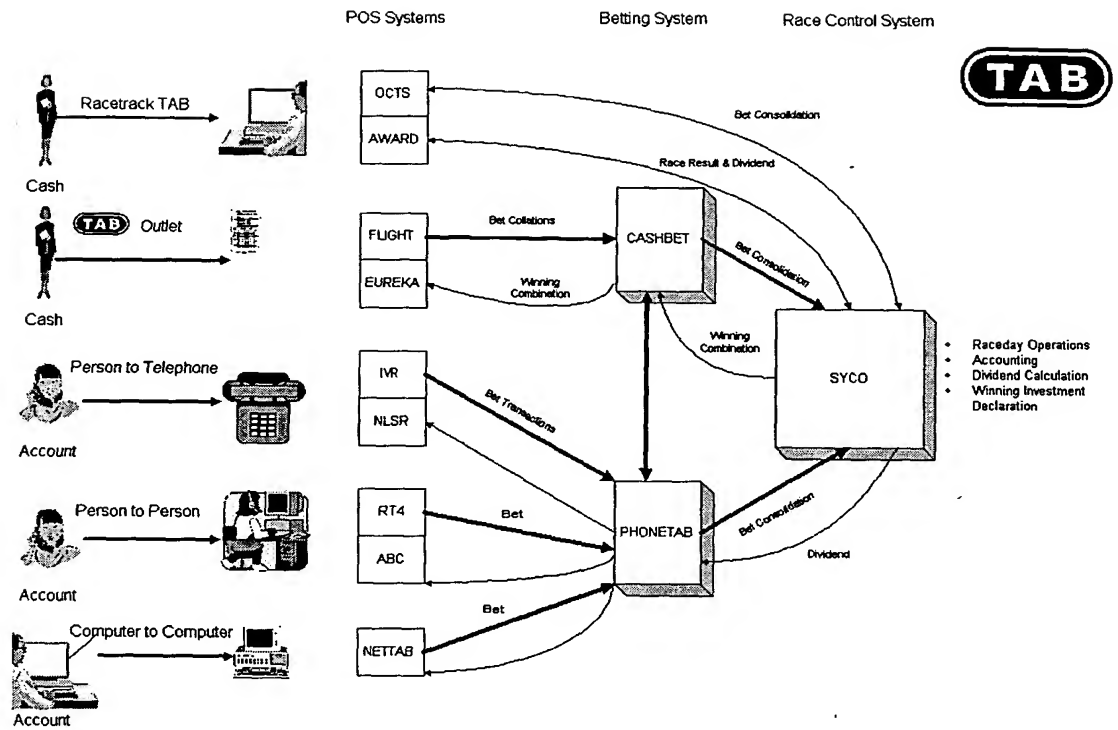 POS Systems
Betting System
Race Control System
TAB
Racetrack TAB
Cash
OCTS
AWARD
Bet Consolidation
Race Result & Dividend
TAB Outlet
Cash
FLIGHT
EUREKA
Bet Collations
Winning
Combination
CASHBET
Bet Consolidation
Winning
Combination
SYCO
Raceday Operations
Accounting
Dividend Calculation
Winning Investment
Declaration
Person to Telephone
Account
IVR
NLSR
Bet Transactions
Person to Person
Account
RT4
ABC
Bet
PHONETAB
Bet Consolidation
Dividend
Computer to Computer
Account
NETTAB
Bet